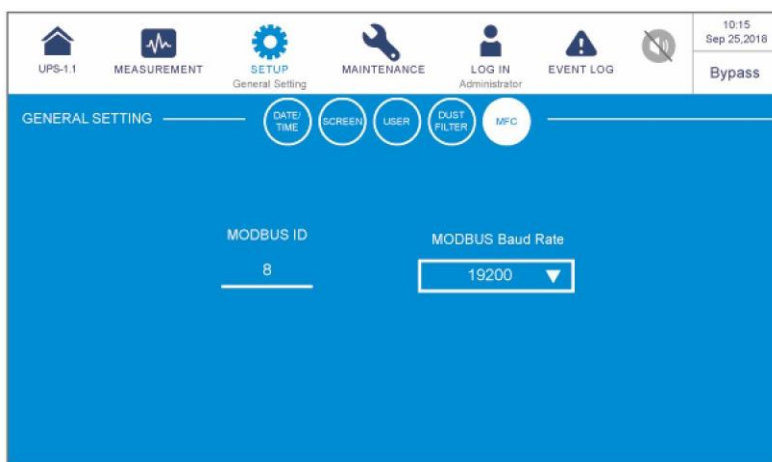 10:15
Sep 25,2018
UPS-1.1
MEASUREMENT
SETUP
General Setting
MAINTENANCE
LOG IN
Administrator
EVENT LOG
Bypass
GENERAL SETTING
DATE/
TIME
SCREEN
USER
DUST
FILTER
MFC
MODBUS ID
MODBUS Baud Rate
8
19200